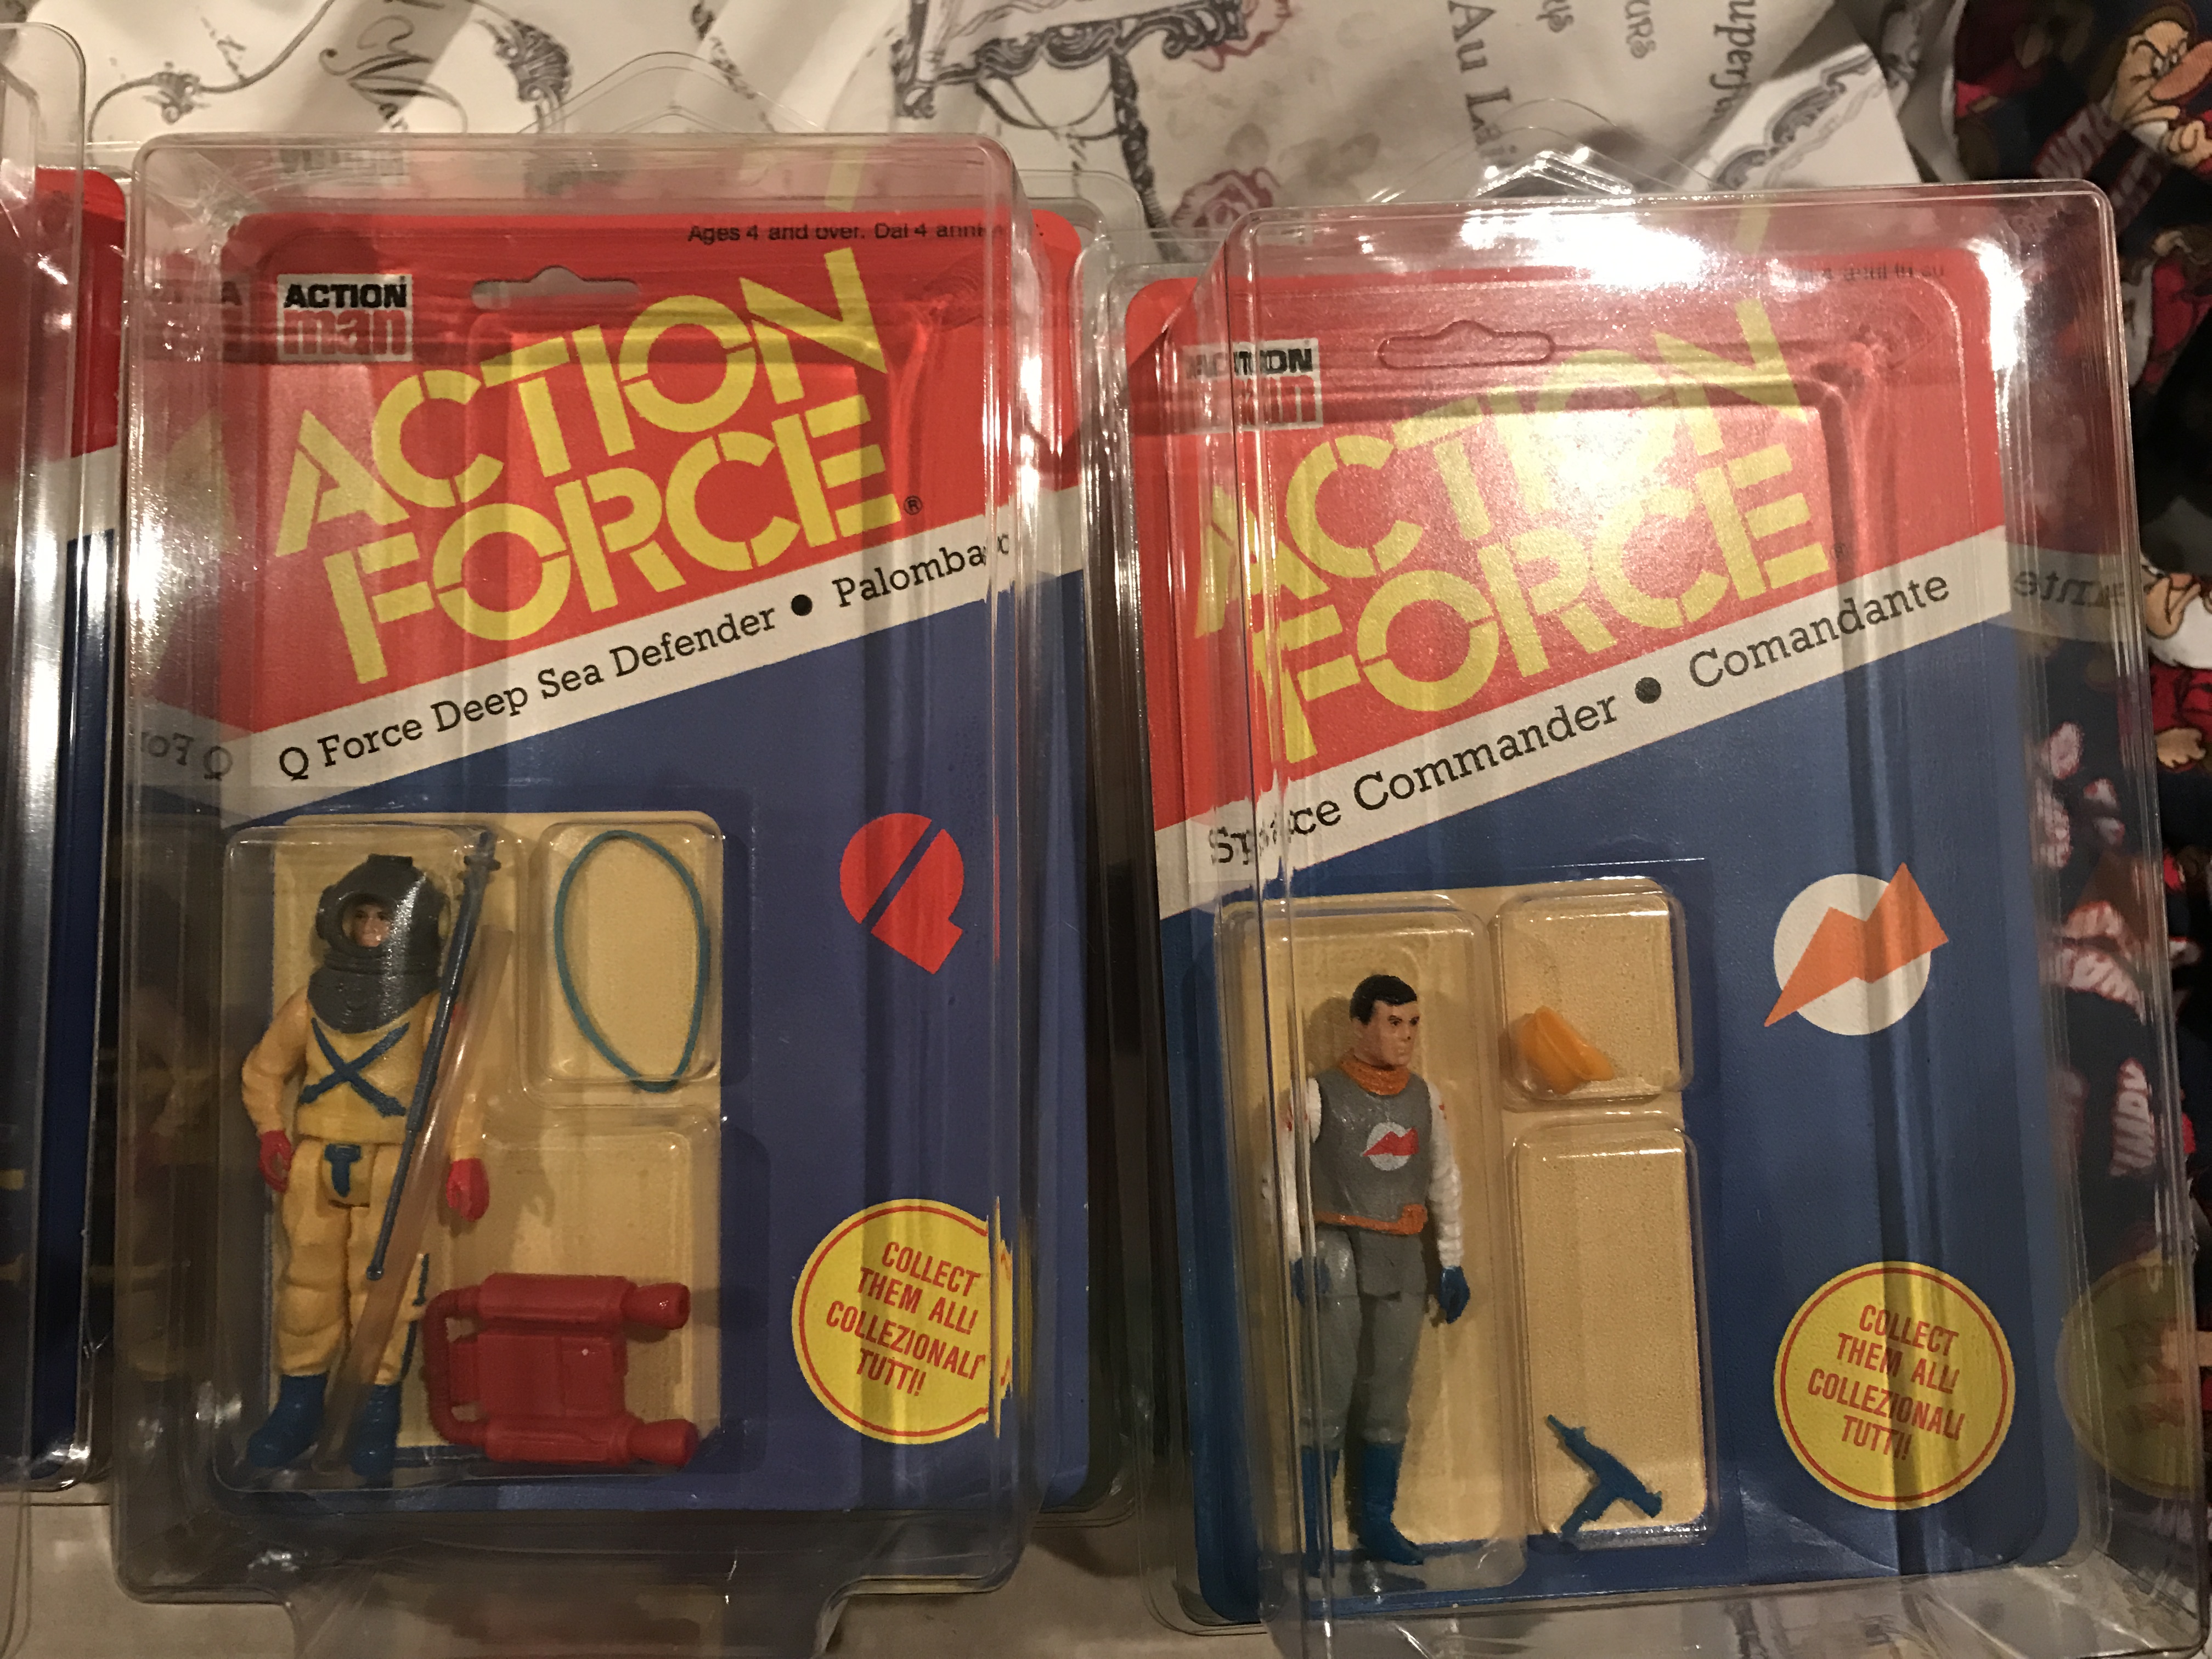 Ages 4 and over. Dai 4 anni
ACTION
man
ACTION
FORCE
®
Q Force Deep Sea Defender • Palomba
COLLECT
THEM ALL!
COLLEZIONALI
TUTTI!
ACTION
FORCE
Space Commander • Comandante
COLLECT
THEM ALL!
COLLEZIONALI
TUTTI!
ACTION
Au